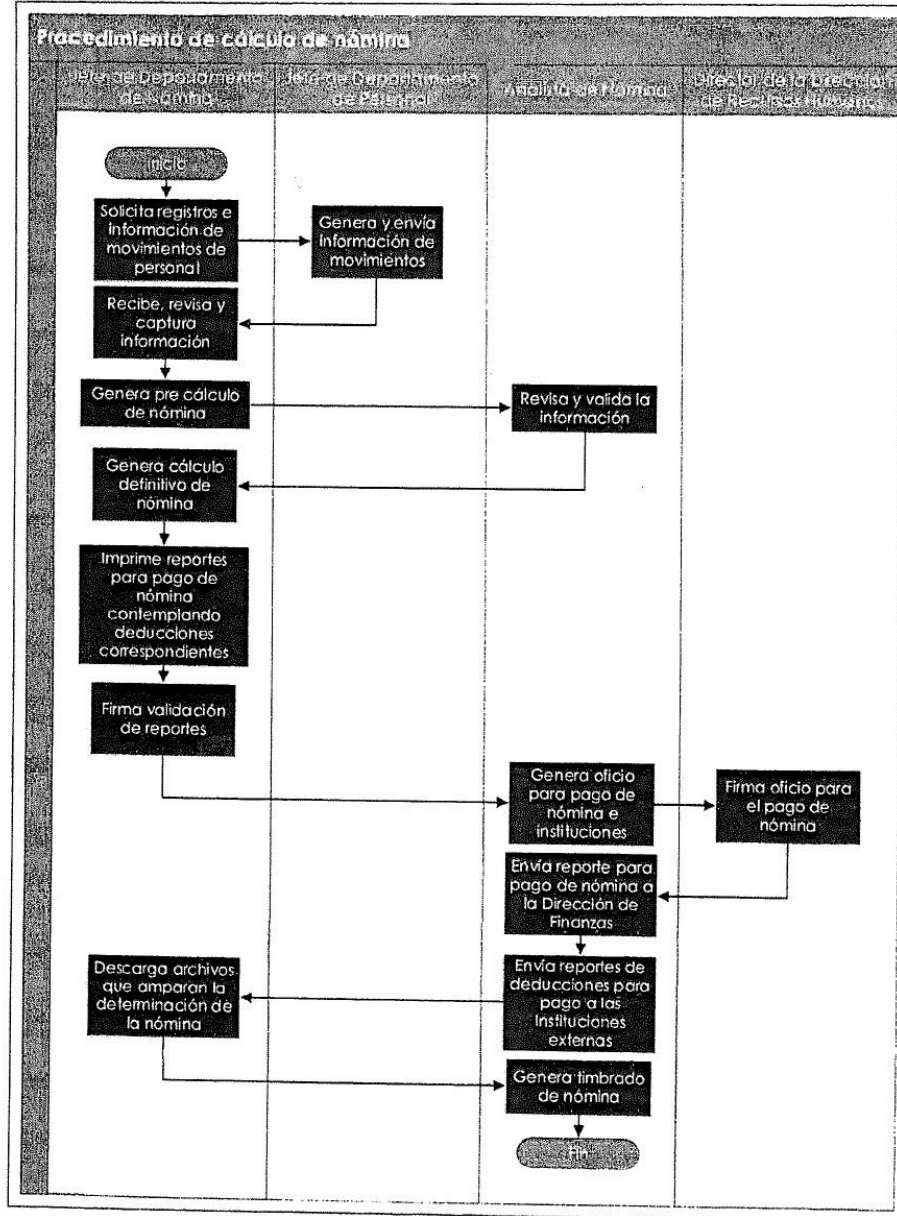 Procedimiento de cálculo de nómina
Jefe de Departamento
de Nómina
Jefe de Departamento
de Personal
Analista de Nómina
Director de la Dirección
de Recursos Humanos
Inicio
Solicita registros e
información de
movimientos de
personal
Genera y envía
información de
movimientos
Recibe, revisa y
captura
información
Genera pre cálculo
de nómina
Revisa y valida la
información
Genera cálculo
definitivo de
nómina
Imprime reportes
para pago de
nómina
contemplando
deducciones
correspondientes
Firma validación
de reportes
Genera oficio
para pago de
nómina e
instituciones
Firma oficio para
el pago de
nómina
Envía reporte para
pago de nómina a
la Dirección de
Finanzas
Descarga archivos
que amparan la
determinación de
la nómina
Envía reportes de
deducciones para
pago a las
Instituciones
externas
Genera timbrado
de nómina
Fin